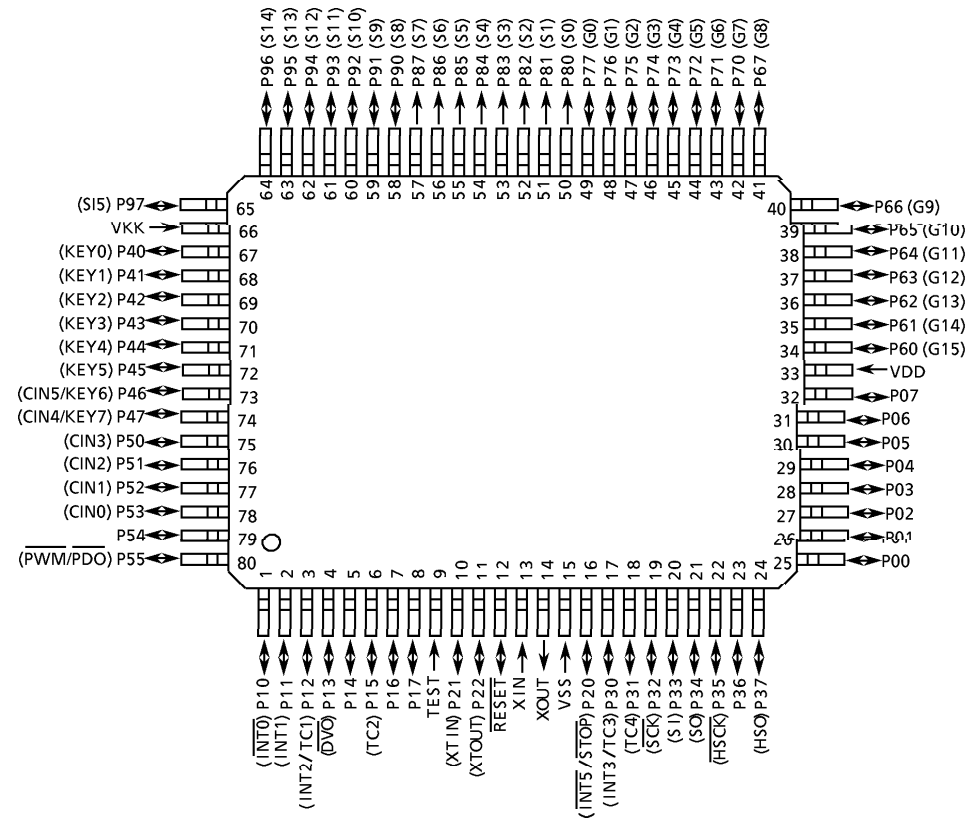 P96 (S14)
P95 (S13)
P94 (S12)
P93 (S11)
P92 (S10)
P91 (S9)
P90 (S8)
P87 (S7)
P86 (S6)
P85 (S5)
P84 (S4)
P83 (S3)
P82 (S2)
P81 (S1)
P80 (S0)
P77 (G0)
P76 (G1)
P75 (G2)
P74 (G3)
P73 (G4)
P72 (G5)
P71 (G6)
P70 (G7)
P67 (G8)
64 63 62 61 60 59 58 57 56 55 54 53 52 51 50 49 48 47 46 45 44 43 42 41
(SI5) P97 65 40 P66 (G9)
VKK 66 39 P65 (G10)
(KEY0) P40 67 38 P64 (G11)
(KEY1) P41 68 37 P63 (G12)
(KEY2) P42 69 36 P62 (G13)
(KEY3) P43 70 35 P61 (G14)
(KEY4) P44 71 34 P60 (G15)
(KEY5) P45 72 33 VDD
(CIN5/KEY6) P46 73 32 P07
(CIN4/KEY7) P47 74 31 P06
(CIN3) P50 75 30 P05
(CIN2) P51 76 29 P04
(CIN1) P52 77 28 P03
(CIN0) P53 78 27 P02
P54 79 26 P01
(PWM/PDO) P55 80 25 P00
1 2 3 4 5 6 7 8 9 10 11 12 13 14 15 16 17 18 19 20 21 22 23 24
(INT0) P10
(INT1) P11
(INT2/TC1) P12
(DVO) P13
P14
(TC2) P15
P16
P17
TEST
(XTIN) P21
(XTOUT) P22
RESET
XIN
XOUT
VSS
(INT5/STOP) P20
(INT3/TC3) P30
(TC4) P31
(SCK) P32
(SI) P33
(SO) P34
(HSCK) P35
P36
(HSO) P37